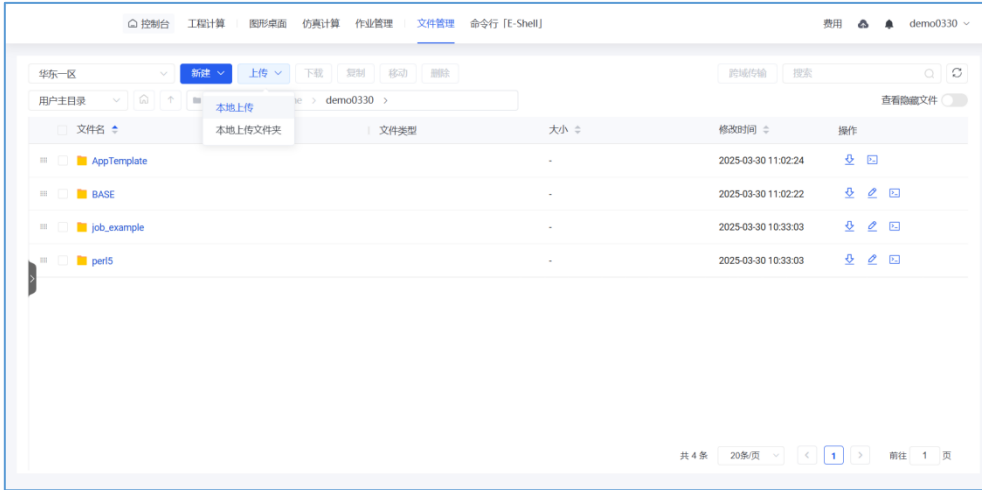 控制台 工程计算 图形桌面 仿真计算 作业管理 文件管理 命令行「E-Shell」 费用 demo0330
华东一区 新建 上传 下载 复制 移动 删除 跨域传输 搜索
用户主目录 demo0330 查看隐藏文件
本地上传
本地上传文件夹
文件名 文件类型 大小 修改时间 操作
AppTemplate - 2025-03-30 11:02:24
BASE - 2025-03-30 11:02:22
job_example - 2025-03-30 10:33:03
perl5 - 2025-03-30 10:33:03
共 4 条 20条/页 1 前往 1 页